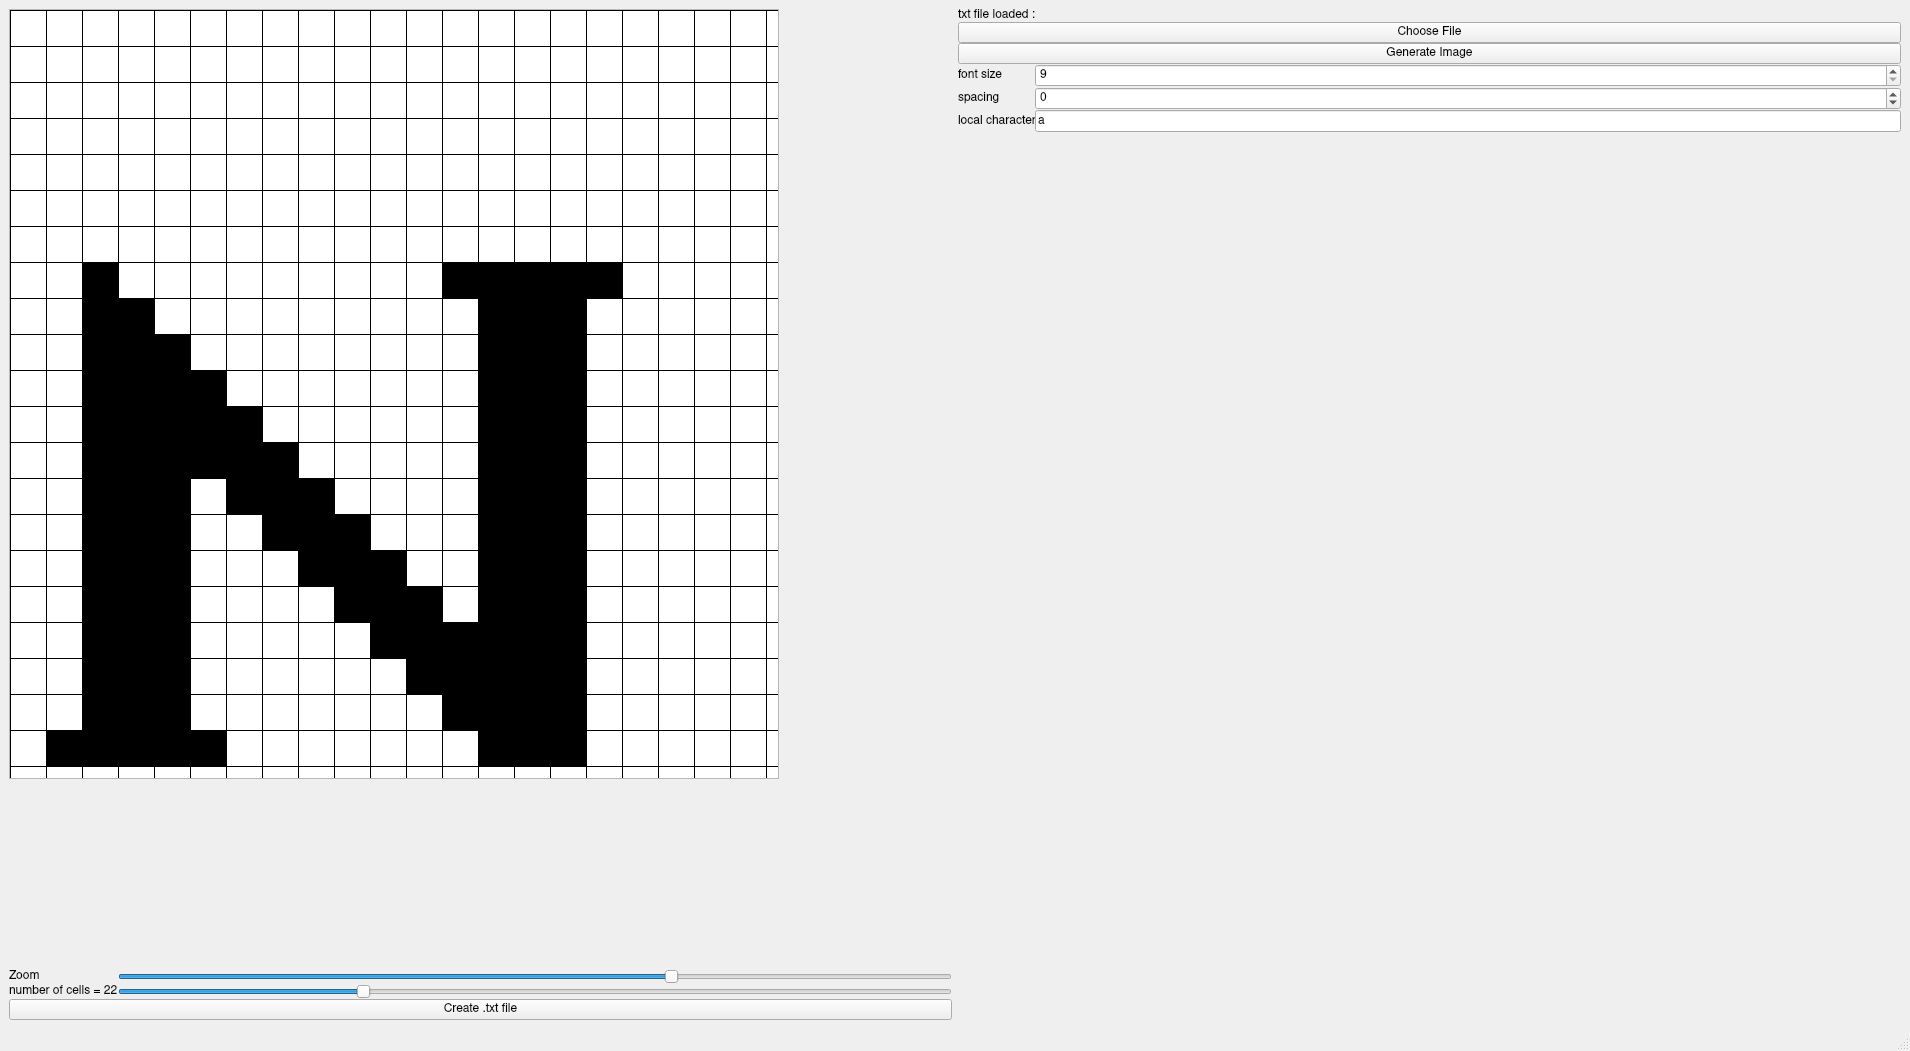 txt file loaded :
Choose File
Generate Image
font size 9
spacing 0
local character a
N
Zoom
number of cells = 22
Create .txt file